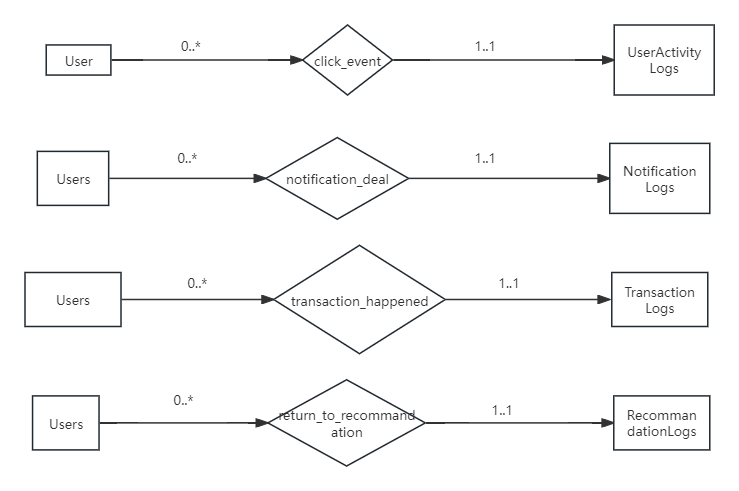 0..* 1..1
User click_event UserActivity
Logs
0..* 1..1
Users notification_deal Notification
Logs
0..* 1..1
Users transaction_happened Transaction
Logs
0..* 1..1
Users return_to_recommand Recomman
ation dationLogs